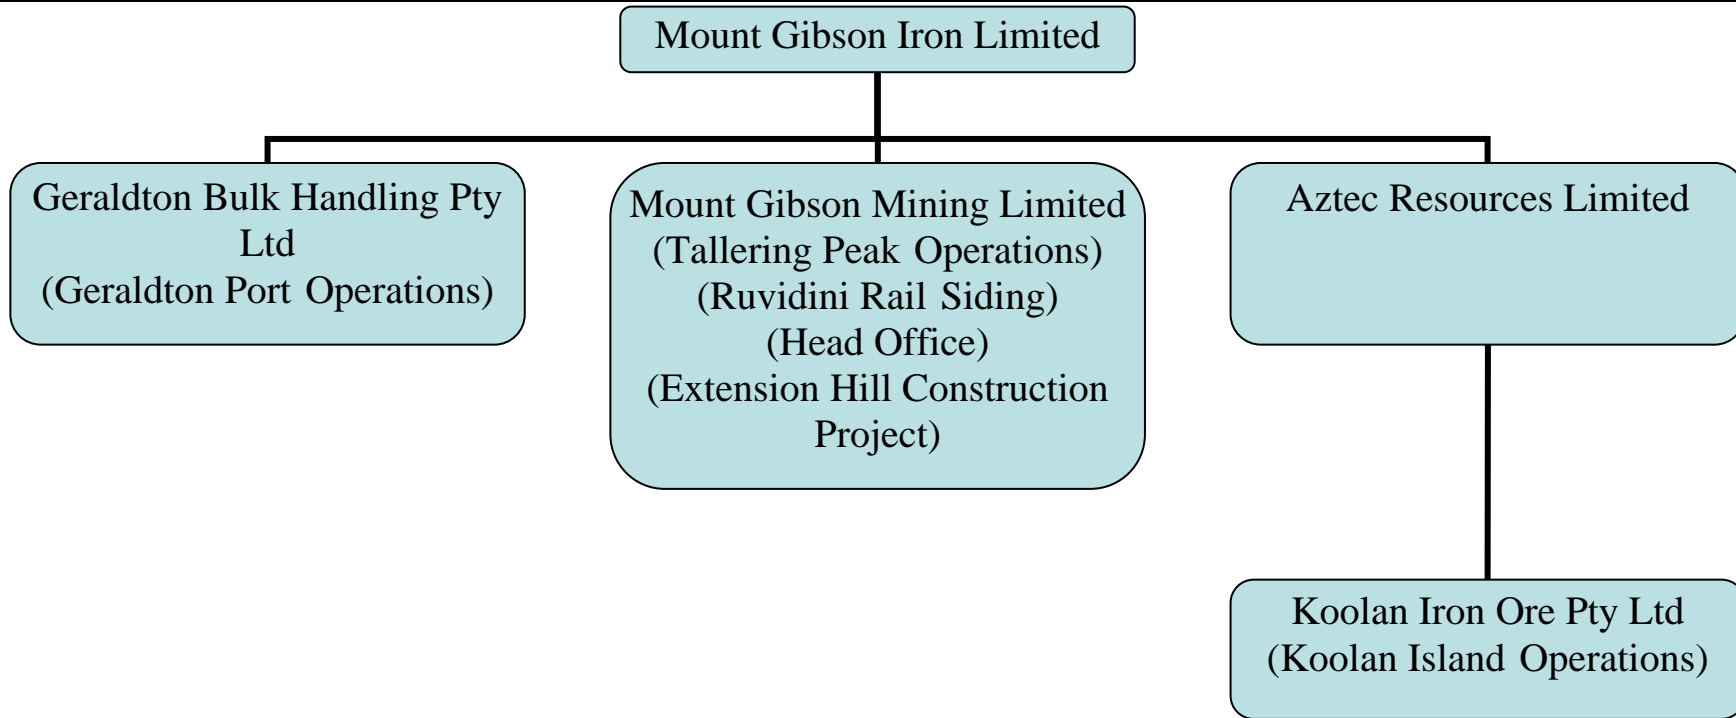 Mount Gibson Iron Limited
Geraldton Bulk Handling Pty
Ltd
(Geraldton Port Operations)
Mount Gibson Mining Limited
(Tallering Peak Operations)
(Ruvidini Rail Siding)
(Head Office)
(Extension Hill Construction
Project)
Aztec Resources Limited
Koolan Iron Ore Pty Ltd
(Koolan Island Operations)